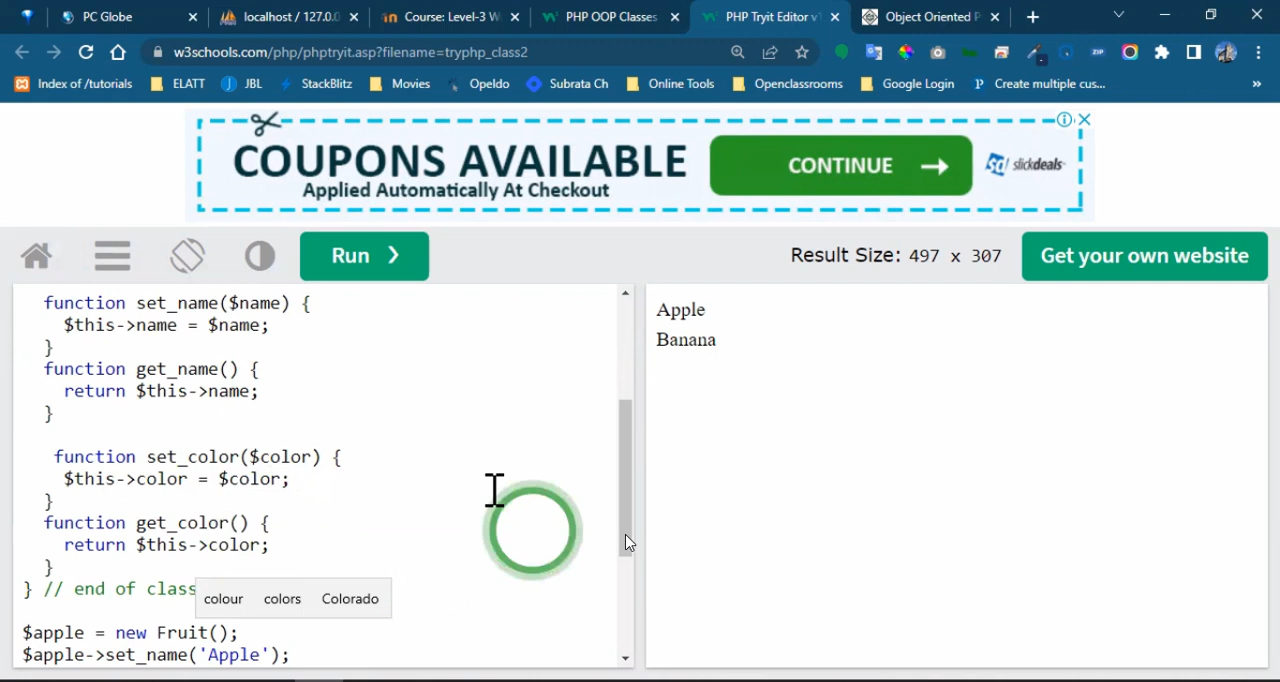 PC Globe
localhost / 127.0.0
Course: Level-3 W
PHP OOP Classes
PHP Tryit Editor v1
Object Oriented P
w3schools.com/php/phptryit.asp?filename=tryphp_class2
Index of /tutorials
ELATT
JBL
StackBlitz
Movies
Opeldo
Subrata Ch
Online Tools
Openclassrooms
Google Login
Create multiple cus...
COUPONS AVAILABLE
Applied Automatically At Checkout
CONTINUE
slickdeals
Run
Result Size: 497 x 307
Get your own website
function set_name($name) {
$this->name = $name;
}
function get_name() {
return $this->name;
}
function set_color($color) {
$this->color = $color;
}
function get_color() {
return $this->color;
}
} // end of class
colour colors Colorado
$apple = new Fruit();
$apple->set_name('Apple');
Apple
Banana